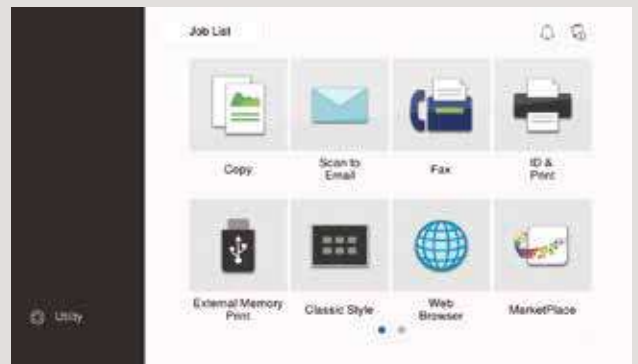 Job List
Copy
Scan to
Email
Fax
ID &
Print
External Memory
Print
Classic Style
Web
Browser
MarketPlace
Utility